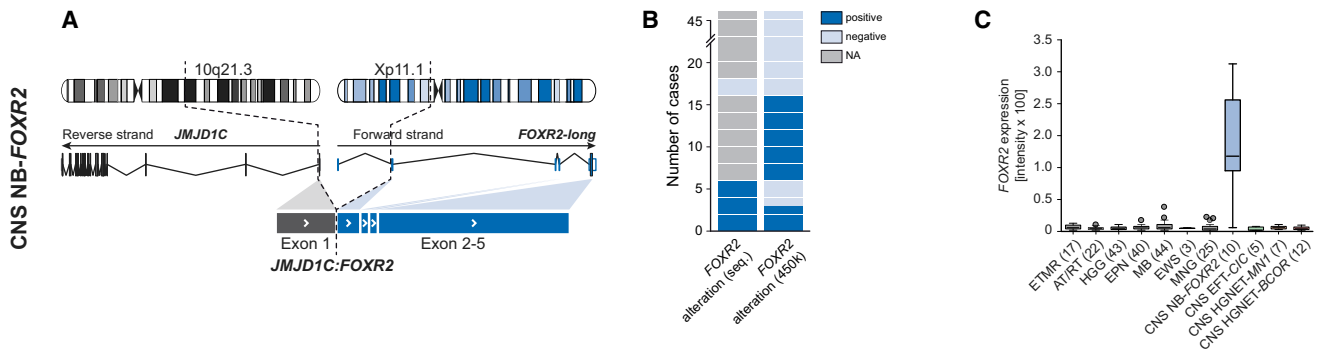 A
CNS NB-FOXR2
10q21.3
Xp11.1
Reverse strand
JMJD1C
Forward strand
FOXR2-long
Exon 1
Exon 2-5
JMJD1C:FOXR2
B
Number of cases
45
20
15
10
5
0
positive
negative
NA
FOXR2
alteration (seq.)
FOXR2
alteration (450k)
C
FOXR2 expression
[intensity x 100]
3.5
3.0
2.5
2.0
1.5
1.0
0.5
0
ETMR (17)
AT/RT (22)
HGG (43)
EPN (40)
MB (44)
EWS (3)
MNG (25)
CNS NB-FOXR2 (10)
CNS EFT-CIC (5)
CNS HGNET-MN1 (7)
CNS HGNET-BCOR (12)